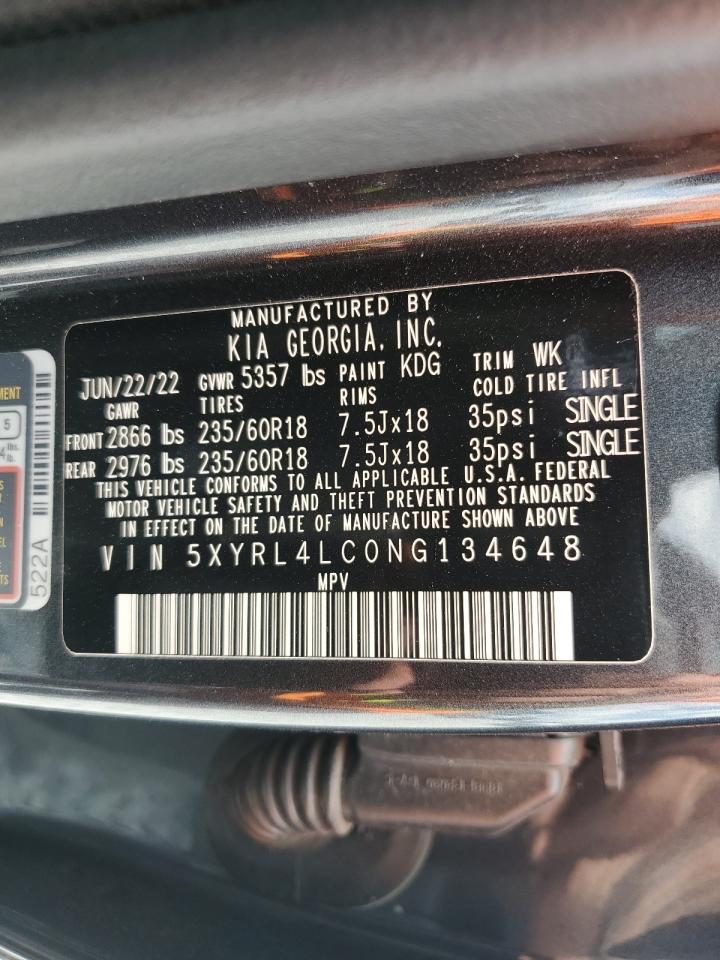 MANUFACTURED BY
KIA GEORGIA, INC.
JUN/22/22 GVWR 5357 lbs PAINT KDG TRIM WK
GAWR TIRES RIMS COLD TIRE INFL
FRONT 2866 lbs 235/60R18 7.5Jx18 35psi SINGLE
REAR 2976 lbs 235/60R18 7.5Jx18 35psi SINGLE
THIS VEHICLE CONFORMS TO ALL APPLICABLE U.S.A. FEDERAL
MOTOR VEHICLE SAFETY AND THEFT PREVENTION STANDARDS
IN EFFECT ON THE DATE OF MANUFACTURE SHOWN ABOVE
VIN 5XYRL4LC0NG134648
MPV
5
522A